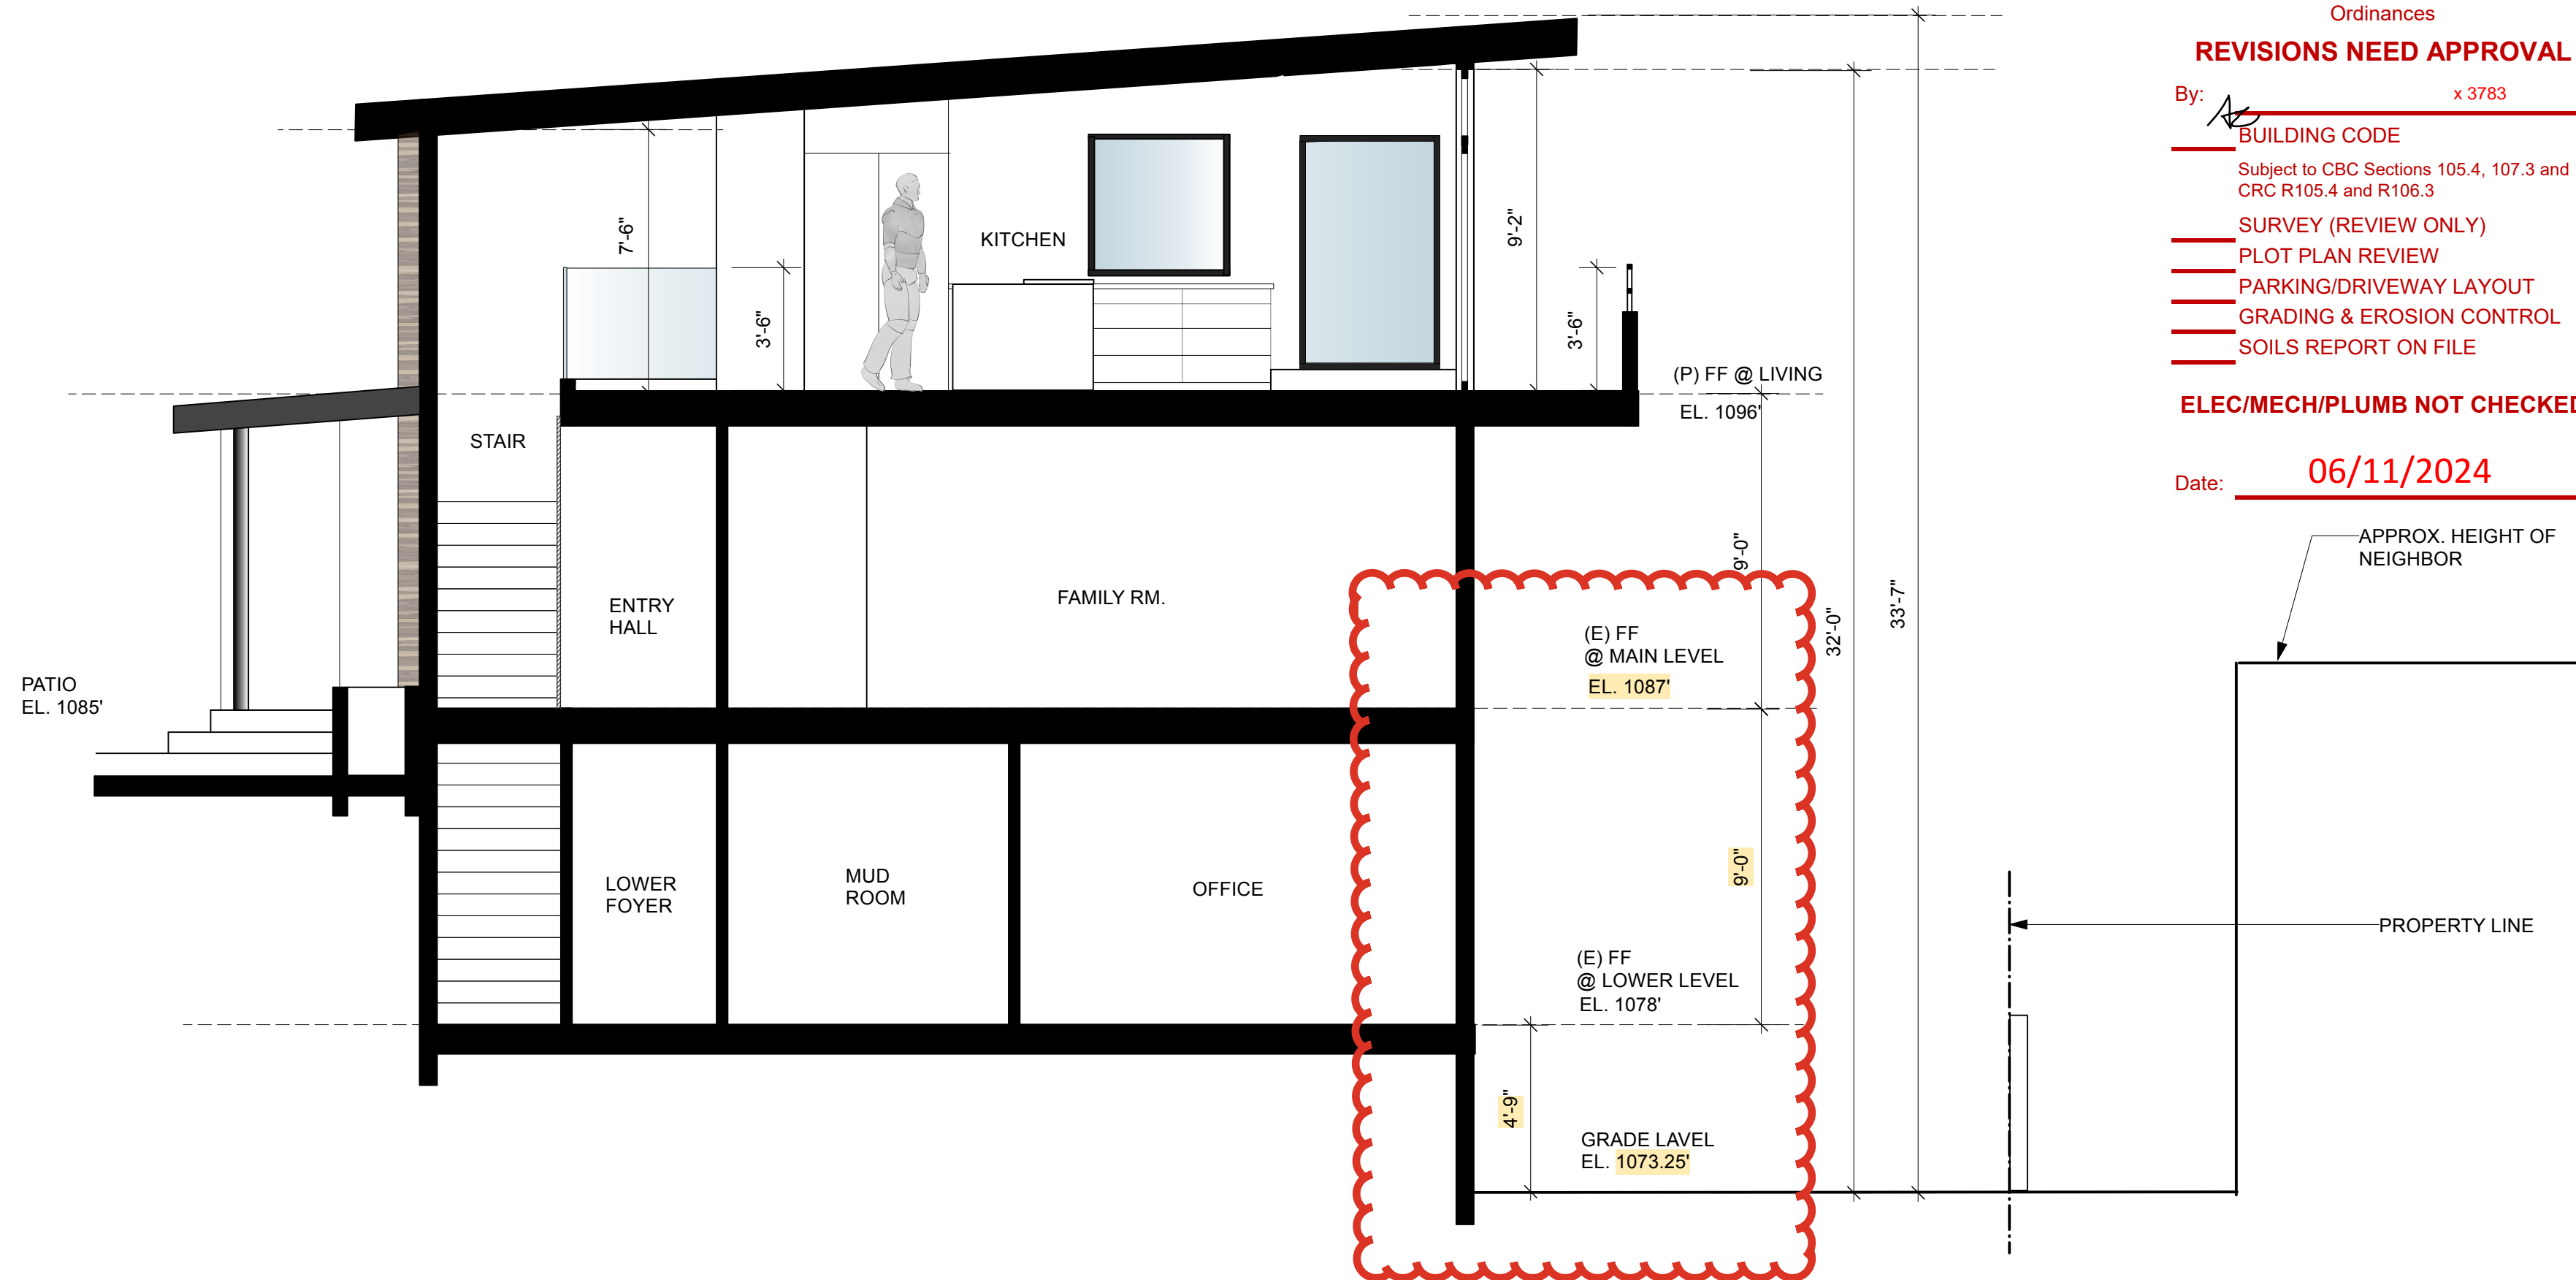 Ordinances
REVISIONS NEED APPROVAL
By:
x 3783
BUILDING CODE
Subject to CBC Sections 105.4, 107.3 and
CRC R105.4 and R106.3
SURVEY (REVIEW ONLY)
PLOT PLAN REVIEW
PARKING/DRIVEWAY LAYOUT
GRADING & EROSION CONTROL
SOILS REPORT ON FILE
ELEC/MECH/PLUMB NOT CHECKED
Date: 06/11/2024
7'-6"
3'-6"
KITCHEN
9'-2"
3'-6"
(P) FF @ LIVING
EL. 1096'
STAIR
9'-0"
ENTRY
HALL
FAMILY RM.
(E) FF
@ MAIN LEVEL
EL. 1087'
32'-0"
33'-7"
APPROX. HEIGHT OF
NEIGHBOR
PATIO
EL. 1085'
LOWER
FOYER
MUD
ROOM
OFFICE
9'-0"
(E) FF
@ LOWER LEVEL
EL. 1078'
PROPERTY LINE
4'-9"
GRADE LAVEL
EL. 1073.25'